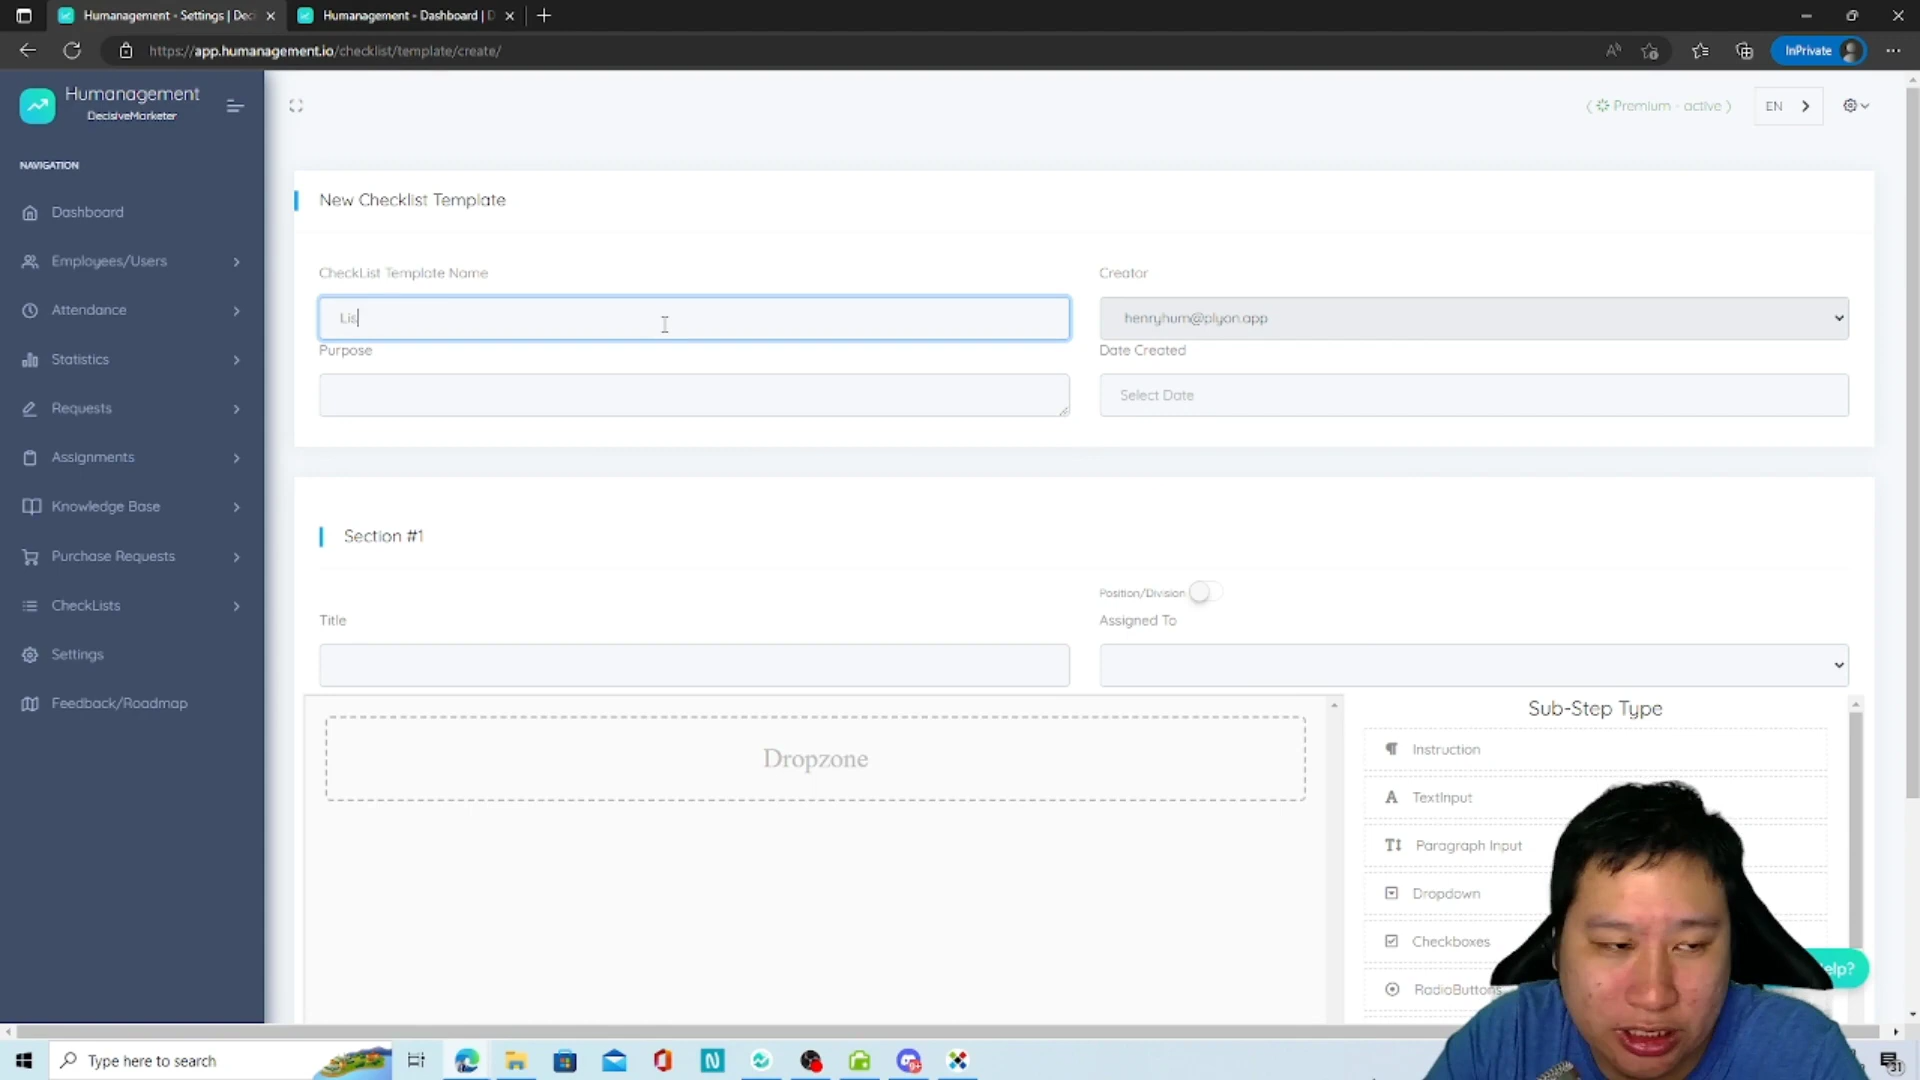 Humanagement - Settings | Dec
Humanagement - Dashboard | D
https://app.humanagement.io/checklist/template/create/
InPrivate
Humanagement
DecisiveMarketer
( Premium - active )
EN
NAVIGATION
Dashboard
Employees/Users
Attendance
Statistics
Requests
Assignments
Knowledge Base
Purchase Requests
CheckLists
Settings
Feedback/Roadmap
New Checklist Template
CheckList Template Name
Creator
Lis
henryhum@plyon.app
Purpose
Date Created
Select Date
Section #1
Position/Division
Title
Assigned To
Dropzone
Sub-Step Type
Instruction
TextInput
Paragraph Input
Dropdown
Checkboxes
RadioButtons
elp?
Type here to search
31